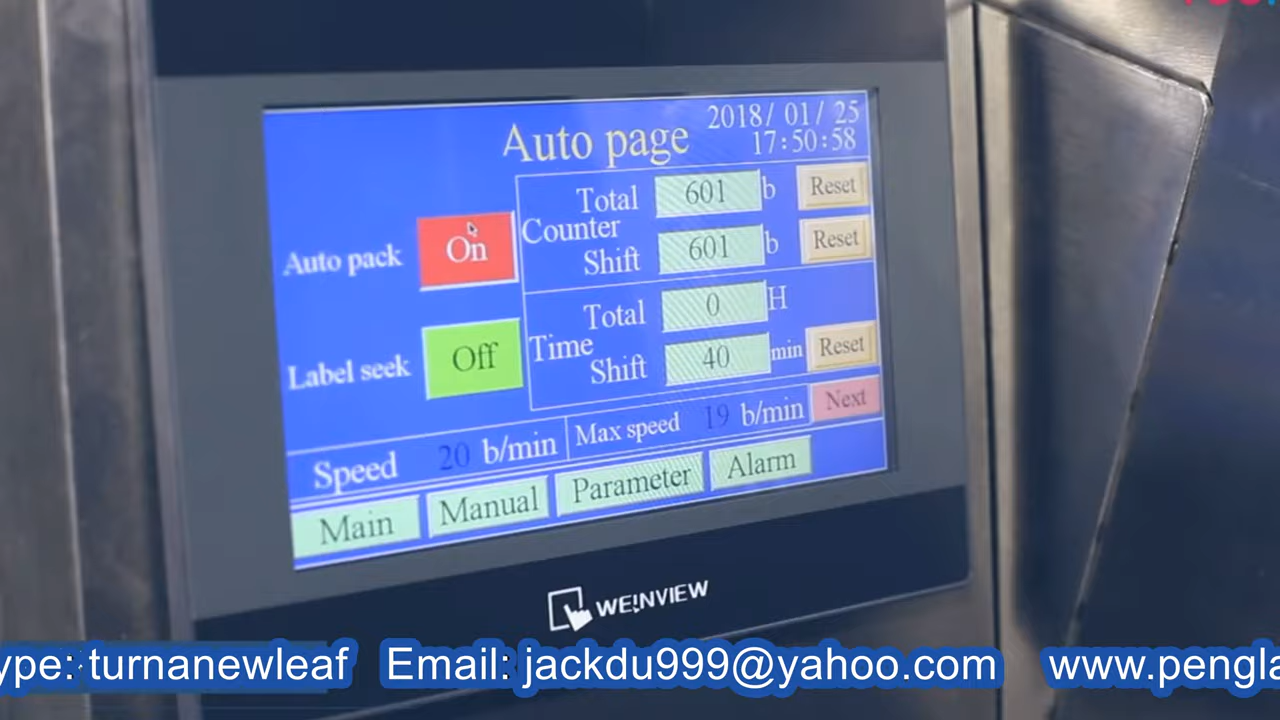 Auto page
2018/ 01/ 25
17:50:58
Auto pack On
Label seek Off
Counter
Total 601 b Reset
Shift 601 b Reset
Time
Total 0 H
Shift 40 min Reset
Speed 20 b/min Max speed 19 b/min Next
Main Manual Parameter Alarm
WEINVIEW
ype: turnanewleaf Email: jackdu999@yahoo.com www.pengla